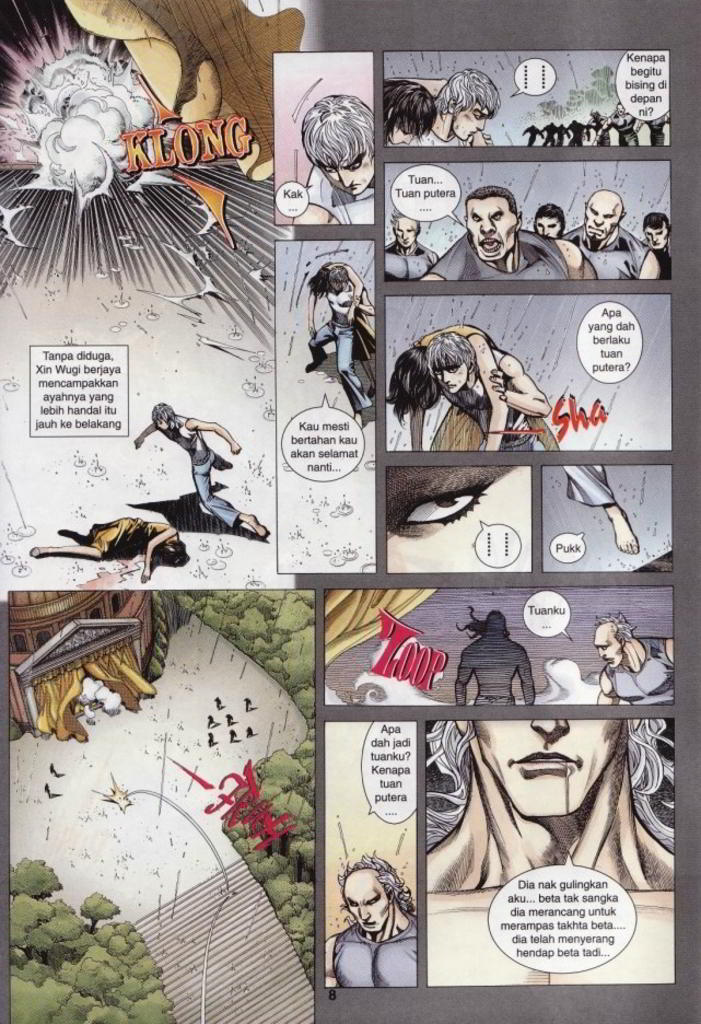 KLONG
Tanpa diduga,
Xin Wugi berjaya
mencampakkan
ayahnya yang
lebih handal itu
jauh ke belakang
Kak
...
Kau mesti
bertahan kau
akan selamat
nanti...
Kenapa
begitu
bising di
depan
ni?
Tuan...
Tuan putera
....
Apa
yang dah
berlaku
tuan
putera?
Sha
Pukk
Tuanku
...
ZOOP
Apa
dah jadi
tuanku?
Kenapa
tuan
putera
....
Dia nak gulingkan
aku... beta tak sangka
dia merancang untuk
merampas takhta beta....
dia telah menyerang
hendap beta tadi...
8